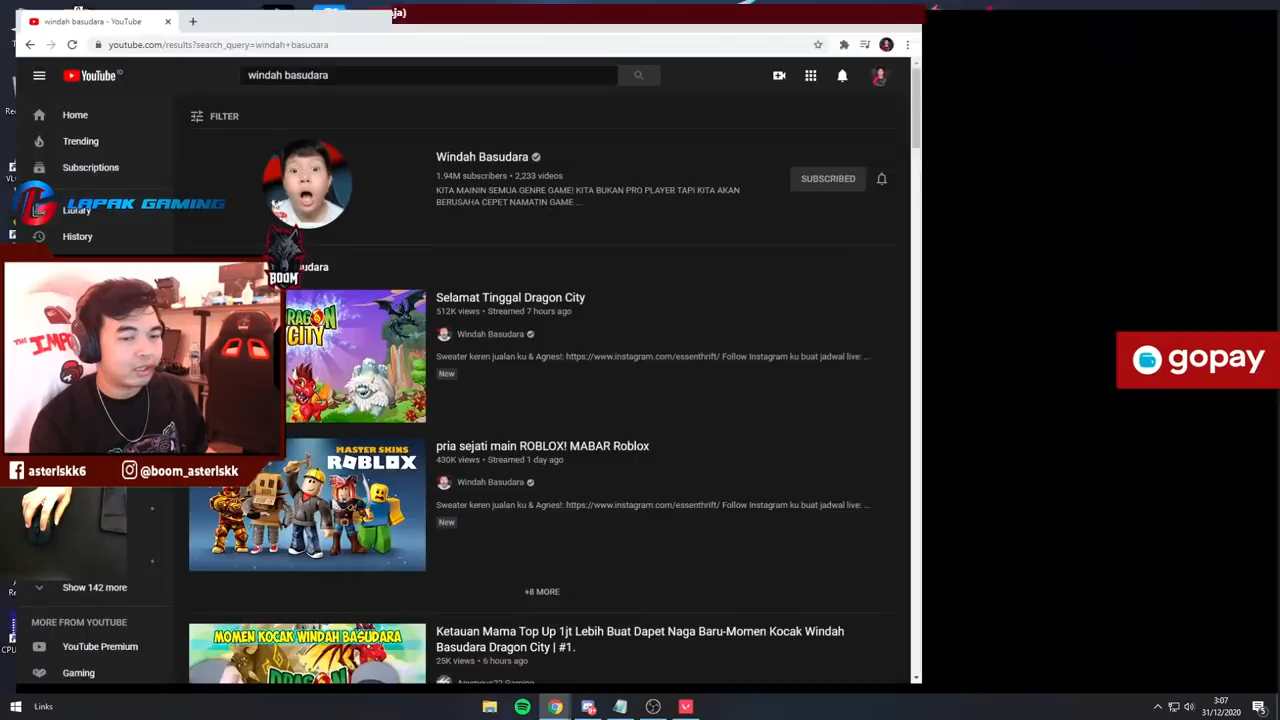 windah basudara - YouTube
nja)
youtube.com/results?search_query=windah+basudara
YouTube ID
windah basudara
Home
Trending
Subscriptions
Library
History
LAPAK GAMING
FILTER
Windah Basudara
1.94M subscribers • 2,233 videos
KITA MAININ SEMUA GENRE GAME! KITA BUKAN PRO PLAYER TAPI KITA AKAN
BERUSAHA CEPET NAMATIN GAME ...
SUBSCRIBED
BOOM
THE IMPO
DRAGON
CITY
Selamat Tinggal Dragon City
512K views • Streamed 7 hours ago
Windah Basudara
Sweater keren jualan ku & Agnes!: https://www.instagram.com/essenthrift/ Follow Instagram ku buat jadwal live: ...
New
gopay
asterlskk6
@boom_asterlskk
MASTER SKINS
ROBLOX
pria sejati main ROBLOX! MABAR Roblox
430K views • Streamed 1 day ago
Windah Basudara
Sweater keren jualan ku & Agnes!: https://www.instagram.com/essenthrift/ Follow Instagram ku buat jadwal live: ...
New
+8 MORE
Show 142 more
MORE FROM YOUTUBE
YouTube Premium
Gaming
MOMEN KOCAK WINDAH BASUDARA
Ketauan Mama Top Up 1jt Lebih Buat Dapet Naga Baru-Momen Kocak Windah
Basudara Dragon City | #1.
25K views • 6 hours ago
Links
3:07
31/12/2020